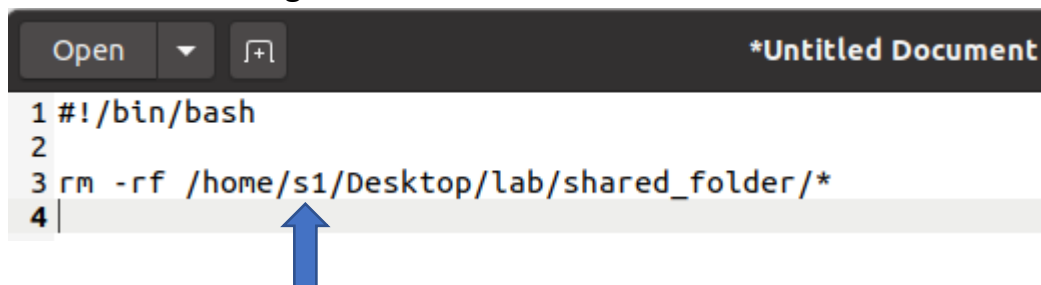 Open *Untitled Document
1 #!/bin/bash
2
3 rm -rf /home/s1/Desktop/lab/shared_folder/*
4